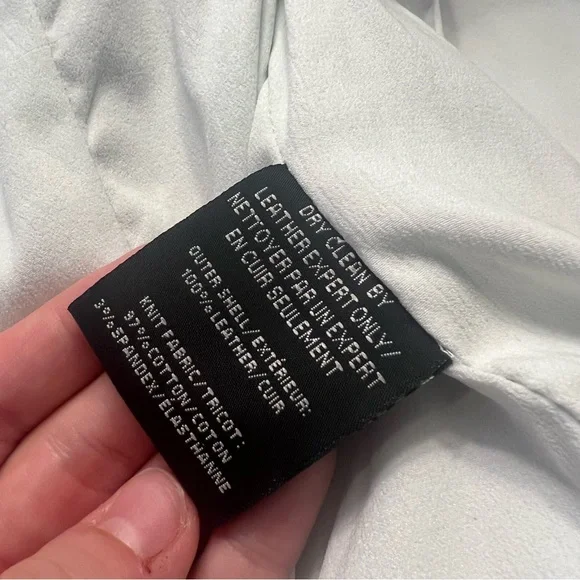 DRY CLEAN BY
LEATHER EXPERT ONLY/
NETTOYER PAR UN EXPERT
EN CUIR SEULEMENT
OUTER SHELL/EXTÉRIEUR:
100% LEATHER/CUIR
KNIT FABRIC/TRICOT:
97% COTTON/COTON
3% SPANDEX/ÉLASTHANNE